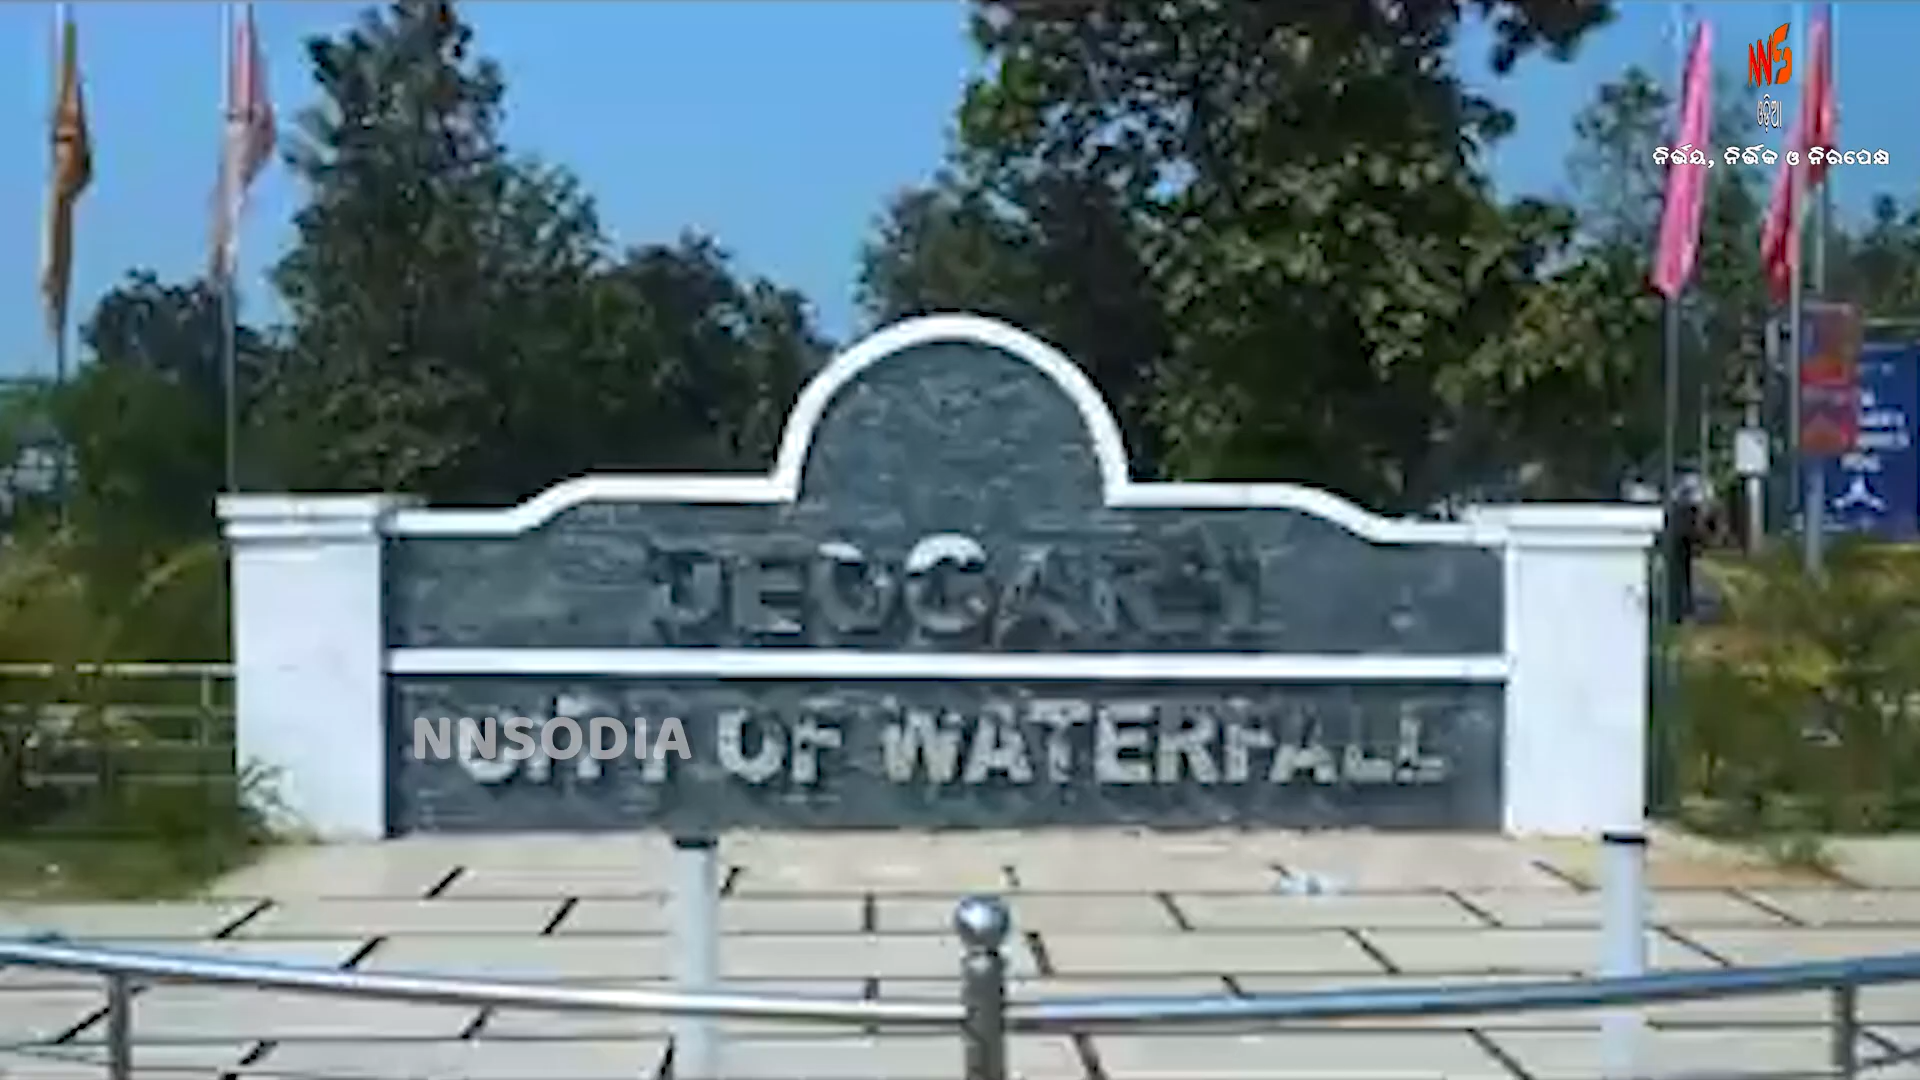 NNS
ଓଡ଼ିଆ
ନିର୍ଭୟ, ନିର୍ଭିକ ଓ ନିରପେକ୍ଷ
DEOGARH
NNSODIA
CITY OF WATERFALL